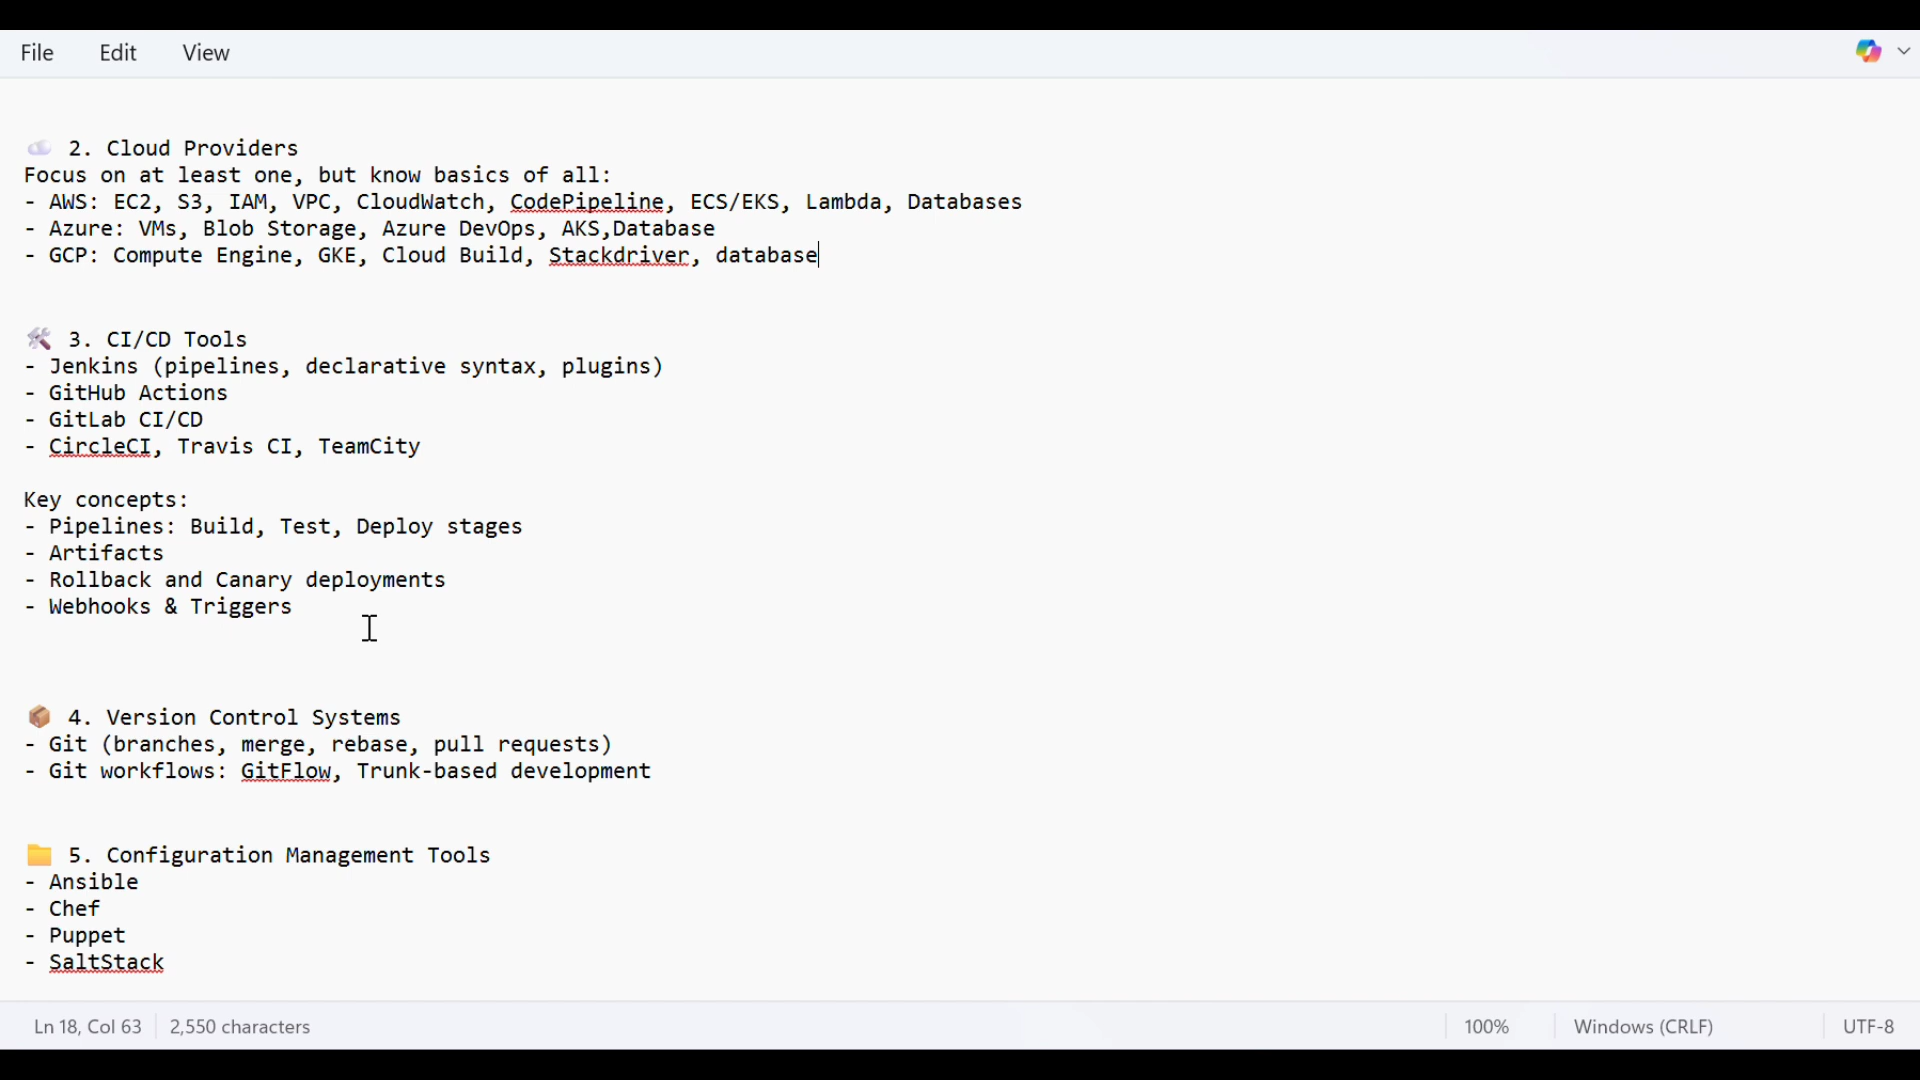 File Edit View
☁️ 2. Cloud Providers
Focus on at least one, but know basics of all:
- AWS: EC2, S3, IAM, VPC, CloudWatch, CodePipeline, ECS/EKS, Lambda, Databases
- Azure: VMs, Blob Storage, Azure DevOps, AKS,Database
- GCP: Compute Engine, GKE, Cloud Build, Stackdriver, database
🛠️ 3. CI/CD Tools
- Jenkins (pipelines, declarative syntax, plugins)
- GitHub Actions
- GitLab CI/CD
- CircleCI, Travis CI, TeamCity
Key concepts:
- Pipelines: Build, Test, Deploy stages
- Artifacts
- Rollback and Canary deployments
- Webhooks & Triggers
📦 4. Version Control Systems
- Git (branches, merge, rebase, pull requests)
- Git workflows: GitFlow, Trunk-based development
📁 5. Configuration Management Tools
- Ansible
- Chef
- Puppet
- SaltStack
Ln 18, Col 63 2,550 characters 100% Windows (CRLF) UTF-8